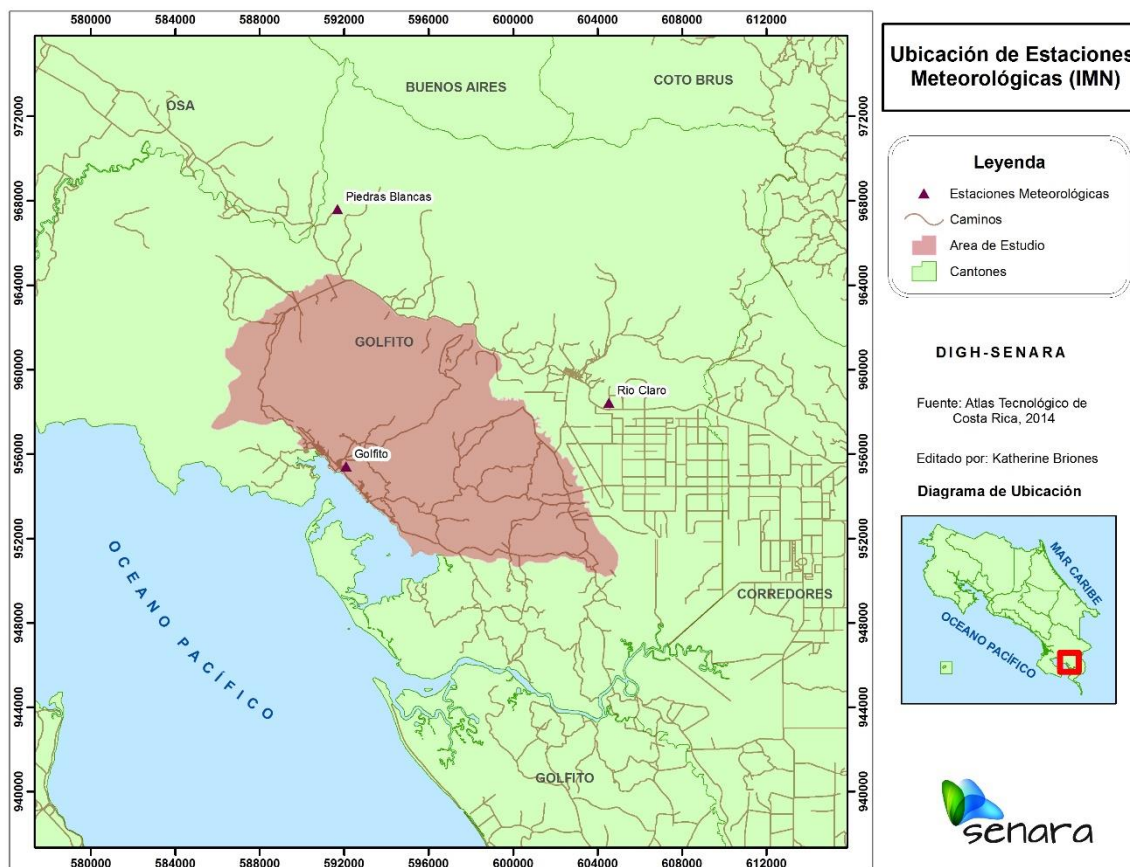 580000 584000 588000 592000 596000 600000 604000 608000 612000
972000
968000
964000
960000
956000
952000
948000
944000
940000
BUENOS AIRES
COTO BRUS
OSA
Piedras Blancas
GOLFITO
Rio Claro
Golfito
OCEANO PACÍFICO
CORREDORES
GOLFITO
972000
968000
964000
960000
956000
952000
948000
944000
940000
580000 584000 588000 592000 596000 600000 604000 608000 612000
Ubicación de Estaciones
Meteorológicas (IMN)
Leyenda
Estaciones Meteorológicas
Caminos
Area de Estudio
Cantones
DIGH-SENARA
Fuente: Atlas Tecnológico de
Costa Rica, 2014
Editado por: Katherine Briones
Diagrama de Ubicación
MAR CARIBE
OCEANO PACÍFICO
senara